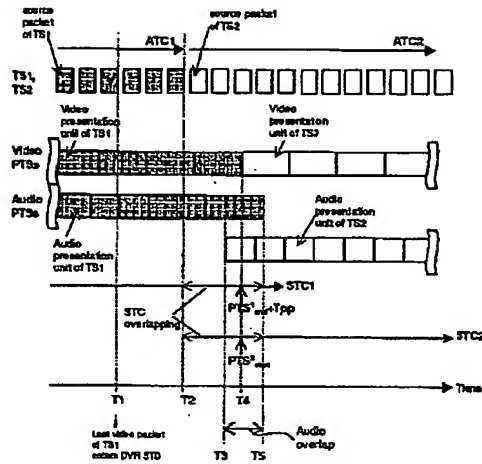 source
packet
of TS1
ATC1
source
packet of
TS2
ATC2
TS1,
TS2
Video
presentation
unit of TS1
Video
presentation
unit of TS2
Video
PTSs
Audio
PTSs
Audio
presentation
unit of TS1
Audio
presentation
unit of TS2
STC1
STC
overlapping
+Tpp
STC2
Time
T1
T2
T4
T3
T5
Last video packet
of TS1
enters DVR STD
Audio
overlap